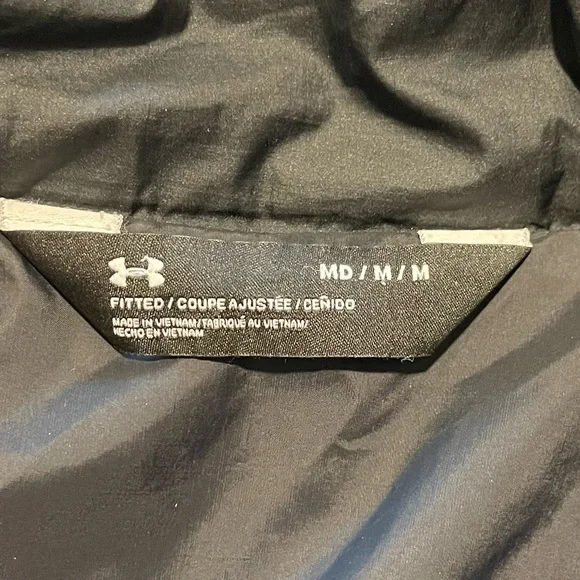 MD / M / M
FITTED / COUPE AJUSTÉE / CEÑIDO
MADE IN VIETNAM/FABRIQUÉ AU VIETNAM/
HECHO EN VIETNAM